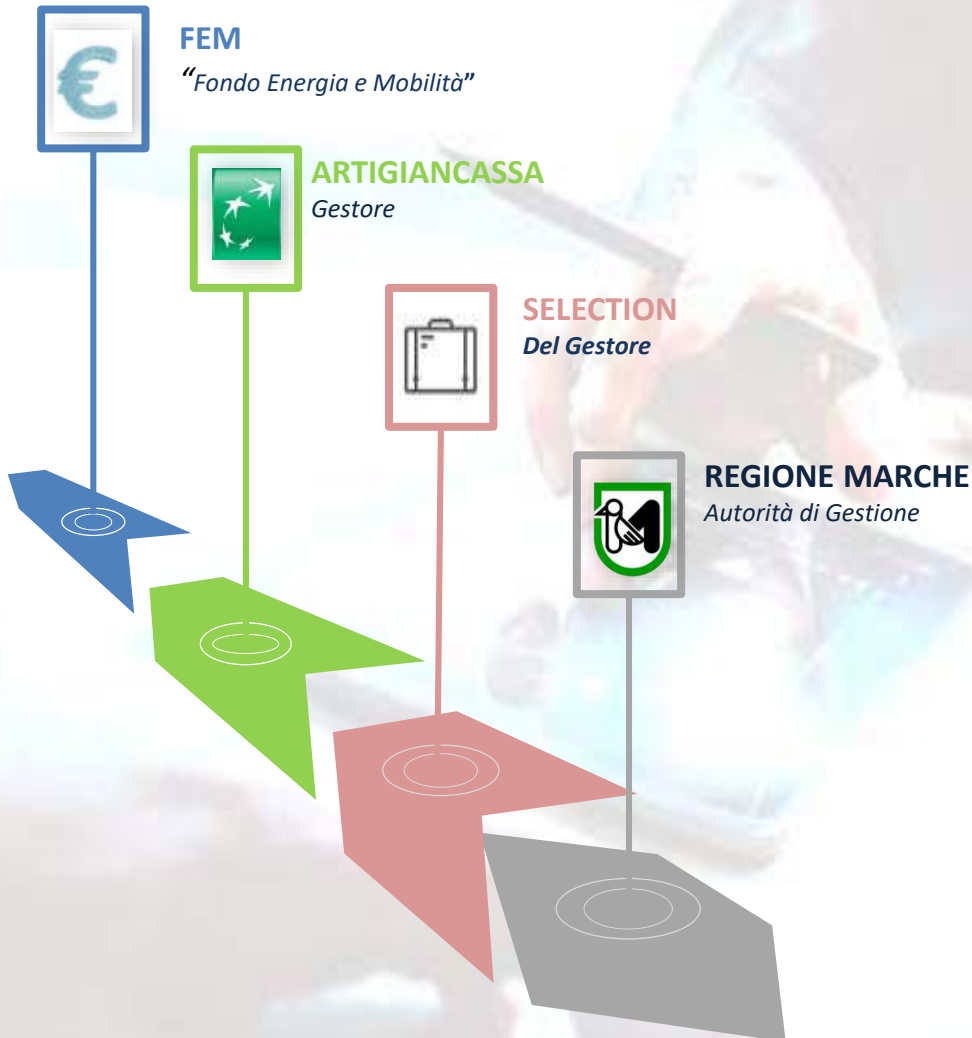 FEM
“Fondo Energia e Mobilità”
ARTIGIANCASSA
Gestore
SELECTION
Del Gestore
REGIONE MARCHE
Autorità di Gestione